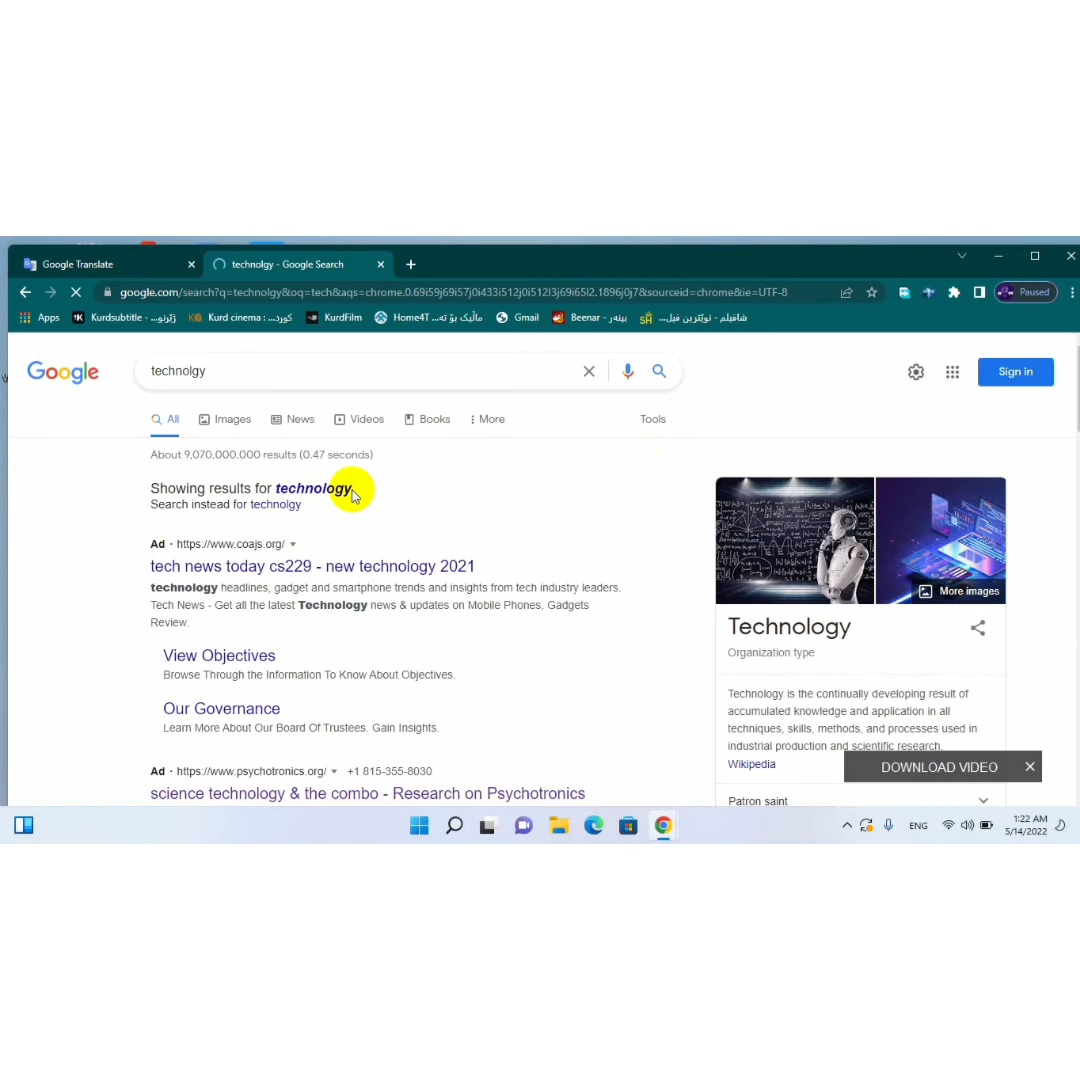 Google Translate
technolgy - Google Search
google.com/search?q=technolgy&oq=tech&aqs=chrome.0.69i59j69i57j0i433i512j0i512l3j69i65l2.1896j0j7&sourceid=chrome&ie=UTF-8
Paused
Apps
Kurdsubtitle - ژێرنو...
Kurd cinema : کورد...
KurdFilm
Home4T ماڵێک بۆ ته...
Gmail
Beenar - بینەر
شافیلم - نوێترین فیل...
Google
technolgy
Sign in
All
Images
News
Videos
Books
More
Tools
About 9,070,000,000 results (0.47 seconds)
Showing results for technology
Search instead for technolgy
Ad · https://www.coajs.org/
tech news today cs229 - new technology 2021
technology headlines, gadget and smartphone trends and insights from tech industry leaders.
Tech News - Get all the latest Technology news & updates on Mobile Phones, Gadgets
Review.
View Objectives
Browse Through the Information To Know About Objectives.
Our Governance
Learn More About Our Board Of Trustees. Gain Insights.
Ad · https://www.psychotronics.org/ +1 815-355-8030
science technology & the combo - Research on Psychotronics
More images
Technology
Organization type
Technology is the continually developing result of
accumulated knowledge and application in all
techniques, skills, methods, and processes used in
industrial production and scientific research.
Wikipedia
DOWNLOAD VIDEO
Patron saint
ENG
1:22 AM
5/14/2022